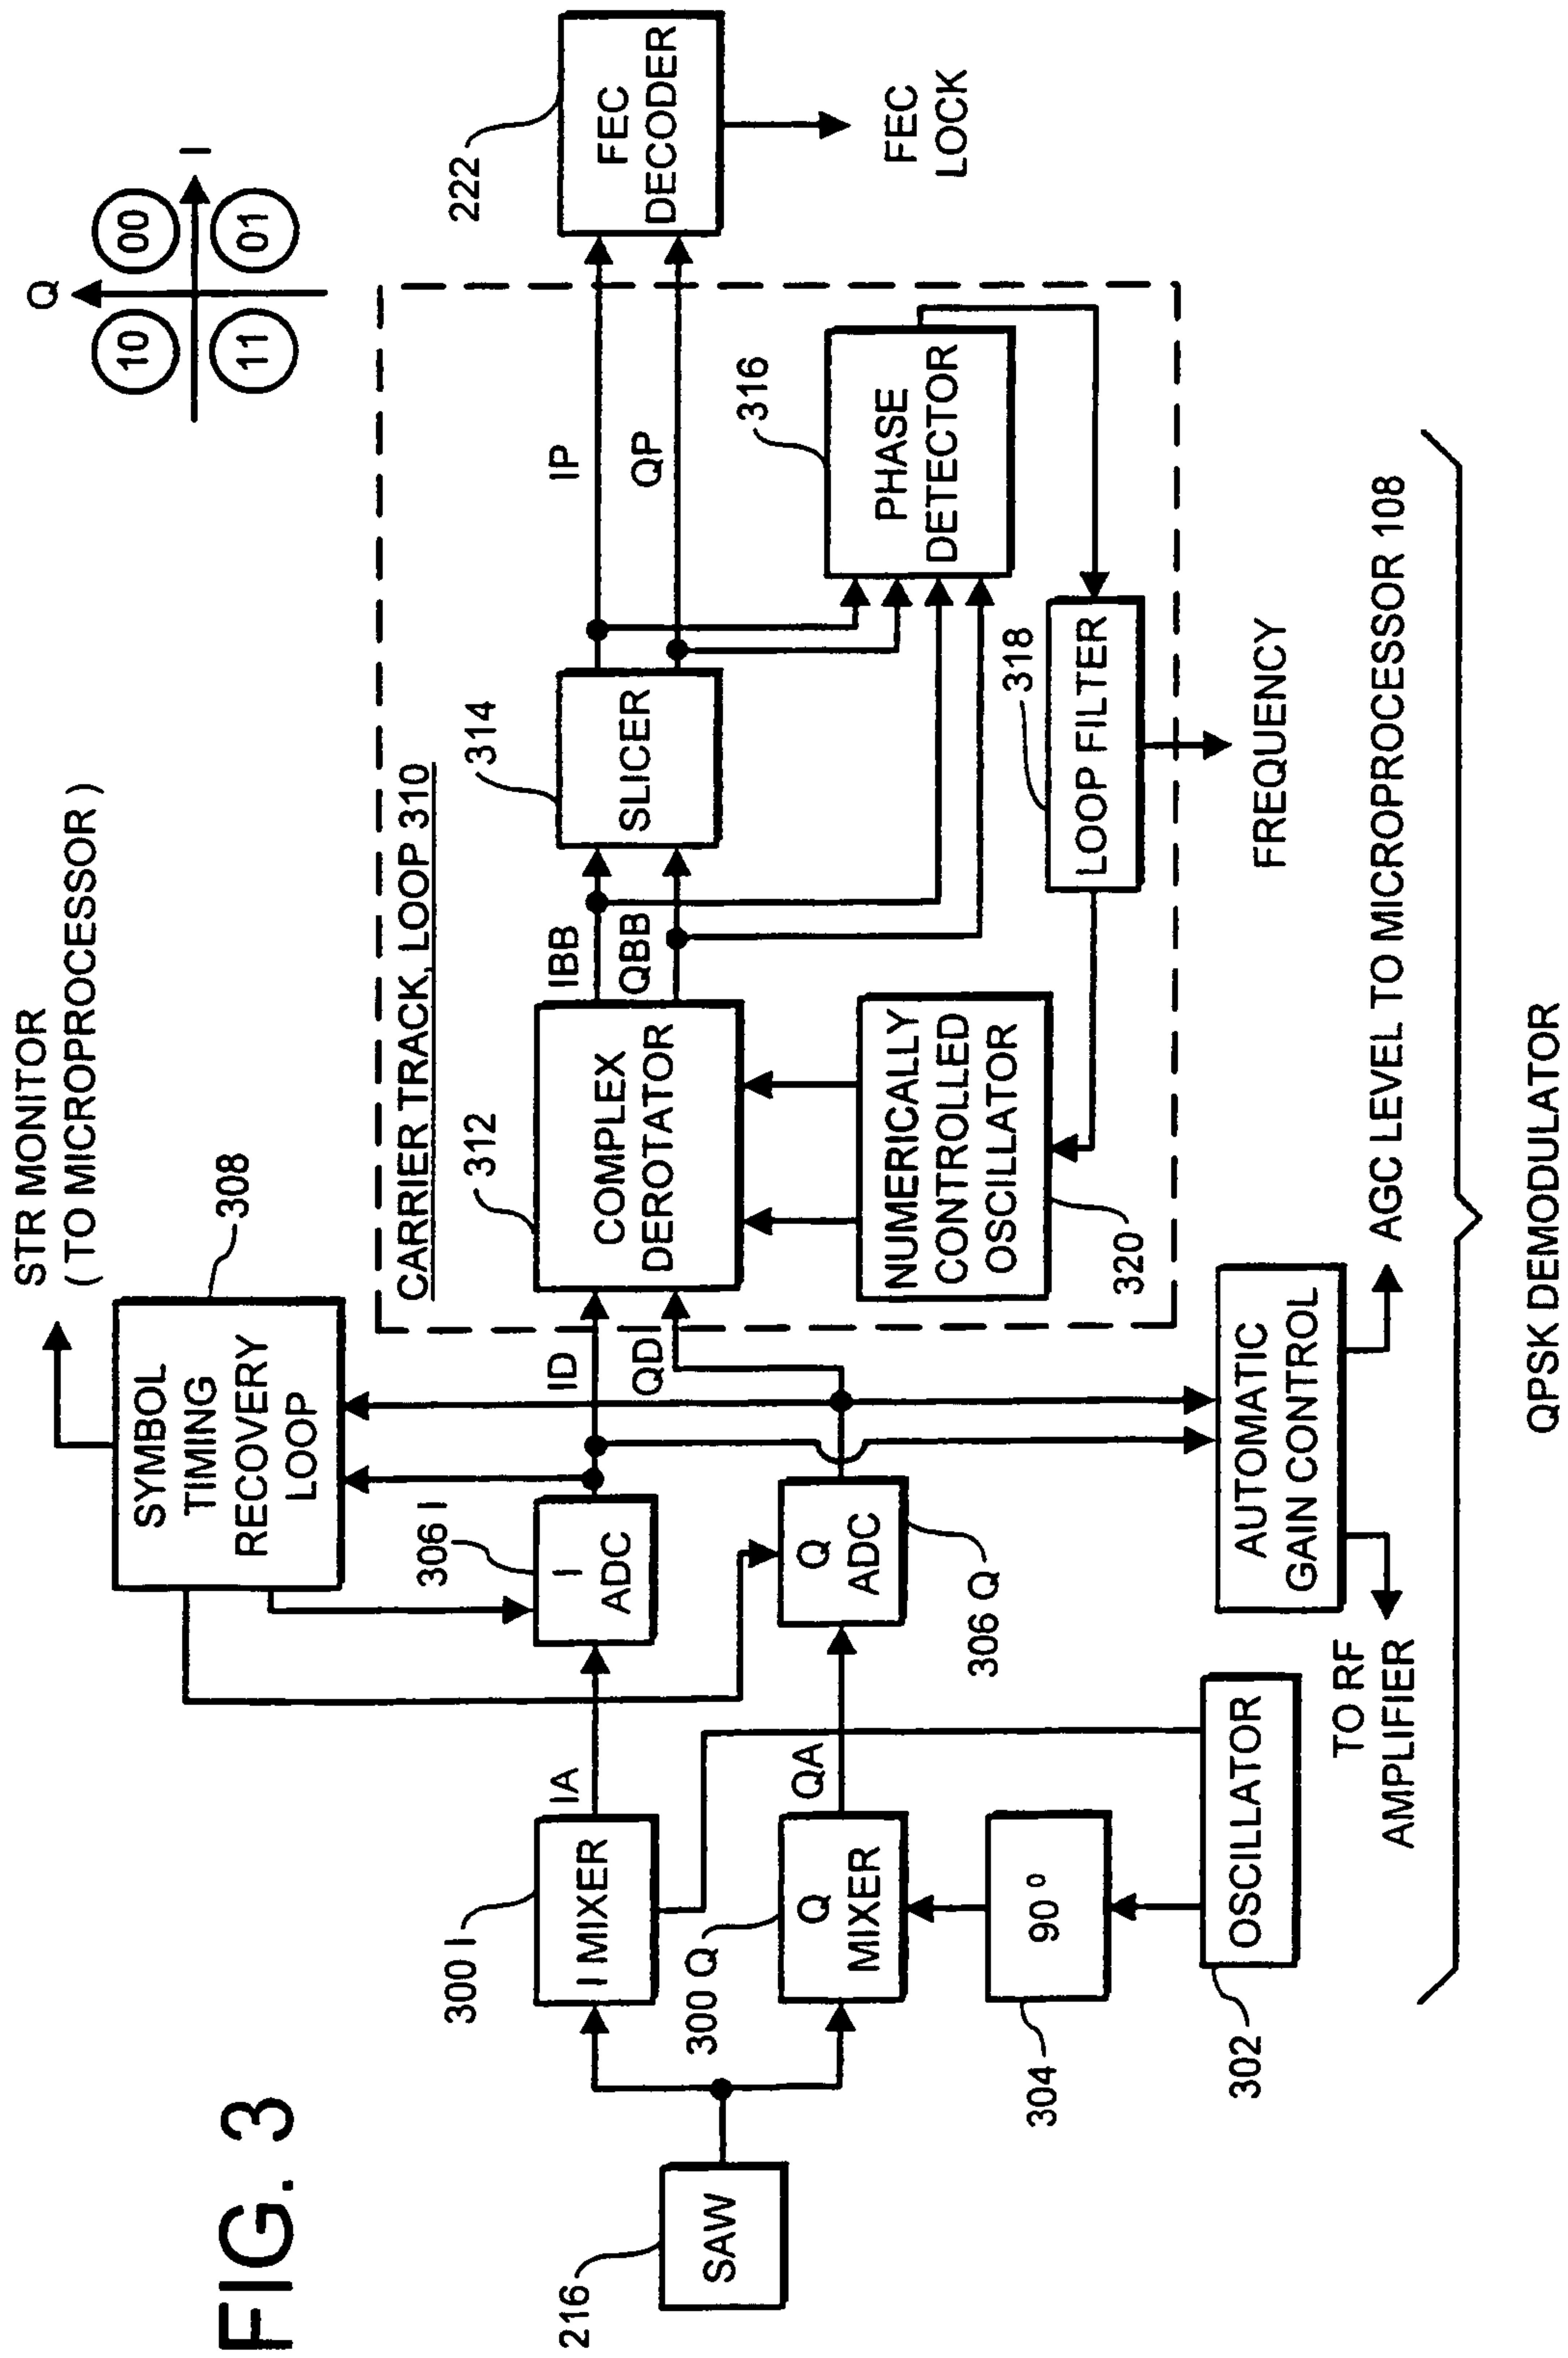 FIG. 3
STR MONITOR
( TO MICROPROCESSOR )
308
SYMBOL
TIMING
RECOVERY
LOOP
Q
I
10
00
11
01
216
SAW
300 I
I MIXER
IA
306 I
I
ADC
ID
300 Q
Q
MIXER
QA
Q
ADC
306 Q
QD
304
90 º
302
OSCILLATOR
CARRIER TRACK, LOOP 310
312
COMPLEX
DEROTATOR
IBB
QBB
314
SLICER
IP
QP
222
FEC
DECODER
FEC
LOCK
316
PHASE
DETECTOR
318
LOOP FILTER
FREQUENCY
NUMERICALLY
CONTROLLED
OSCILLATOR
320
AUTOMATIC
GAIN CONTROL
TO RF
AMPLIFIER
AGC LEVEL TO MICROPROCESSOR 108
QPSK DEMODULATOR